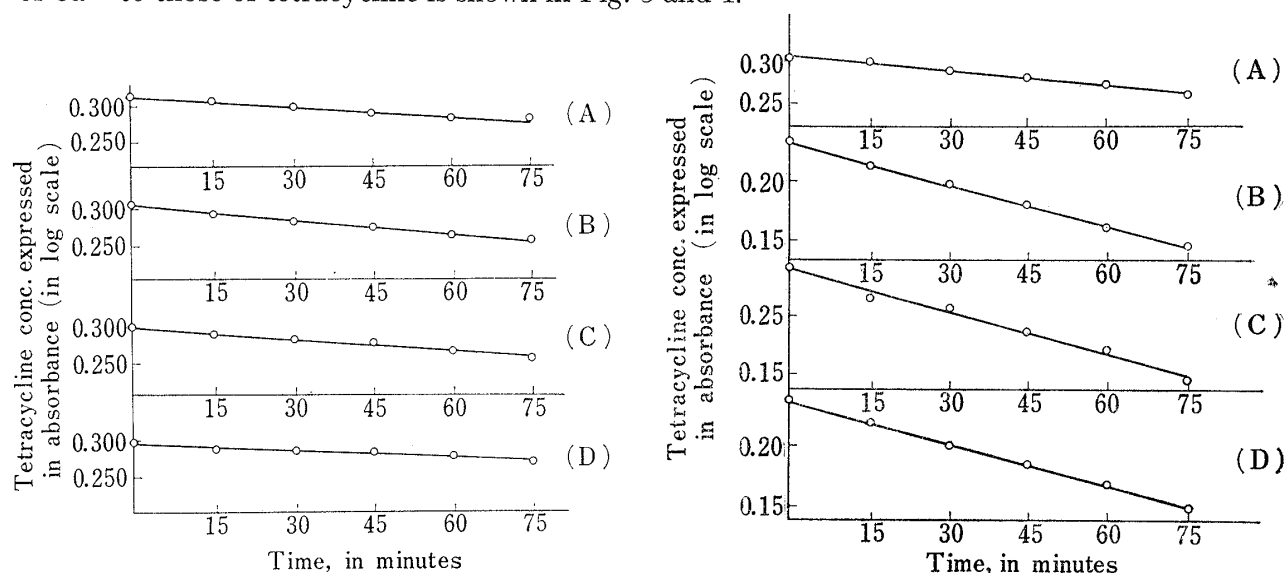 to those of tetracycline is shown in Fig. 3 and 4.
Tetracycline conc. expressed
in absorbance (in log scale)
0.300
0.250
(A)
15 30 45 60 75
0.300
0.250
(B)
15 30 45 60 75
0.300
0.250
(C)
15 30 45 60 75
0.300
0.250
(D)
15 30 45 60 75
Time, in minutes
Tetracycline conc. expressed
in absorbance (in log scale)
0.30
0.25
(A)
15 30 45 60 75
0.20
0.15
(B)
15 30 45 60 75
0.25
0.15
(C)
15 30 45 60 75
0.20
0.15
(D)
15 30 45 60 75
Time, in minutes